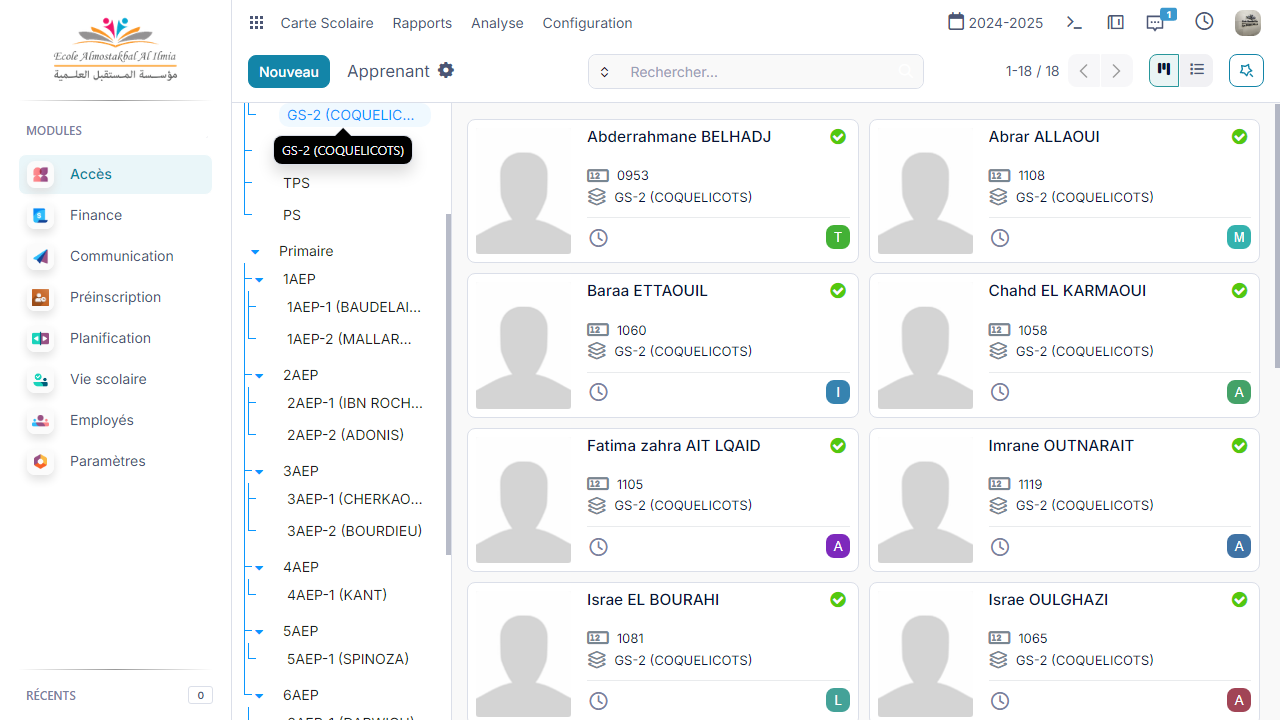 Ecole Almostakbal Al Ilmia
مؤسسة المستقبل العلمية
MODULES
Accès
Finance
Communication
Préinscription
Planification
Vie scolaire
Employés
Paramètres
RÉCENTS
0
Carte Scolaire
Rapports
Analyse
Configuration
2024-2025
1
Nouveau
Apprenant
Rechercher...
1-18 / 18
GS-2 (COQUELIC...
GS-2 (COQUELICOTS)
TPS
PS
Primaire
1AEP
1AEP-1 (BAUDELAI...
1AEP-2 (MALLARM...
2AEP
2AEP-1 (IBN ROCH...
2AEP-2 (ADONIS)
3AEP
3AEP-1 (CHERKAO...
3AEP-2 (BOURDIEU)
4AEP
4AEP-1 (KANT)
5AEP
5AEP-1 (SPINOZA)
6AEP
Abderrahmane BELHADJ
0953
GS-2 (COQUELICOTS)
T
Abrar ALLAOUI
1108
GS-2 (COQUELICOTS)
M
Baraa ETTAOUIL
1060
GS-2 (COQUELICOTS)
I
Chahd EL KARMAOUI
1058
GS-2 (COQUELICOTS)
A
Fatima zahra AIT LQAID
1105
GS-2 (COQUELICOTS)
A
Imrane OUTNARAIT
1119
GS-2 (COQUELICOTS)
A
Israe EL BOURAHI
1081
GS-2 (COQUELICOTS)
L
Israe OULGHAZI
1065
GS-2 (COQUELICOTS)
A